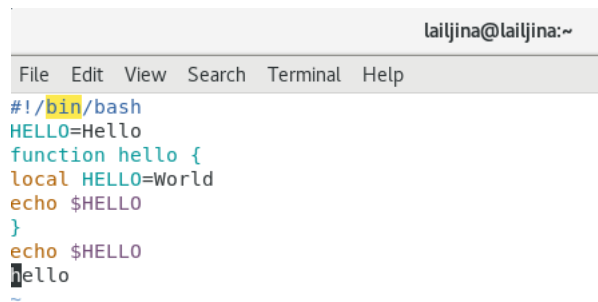 lailjina@lailjina:~
File Edit View Search Terminal Help
#!/bin/bash
HELLO=Hello
function hello {
local HELLO=World
echo $HELLO
}
echo $HELLO
hello
~